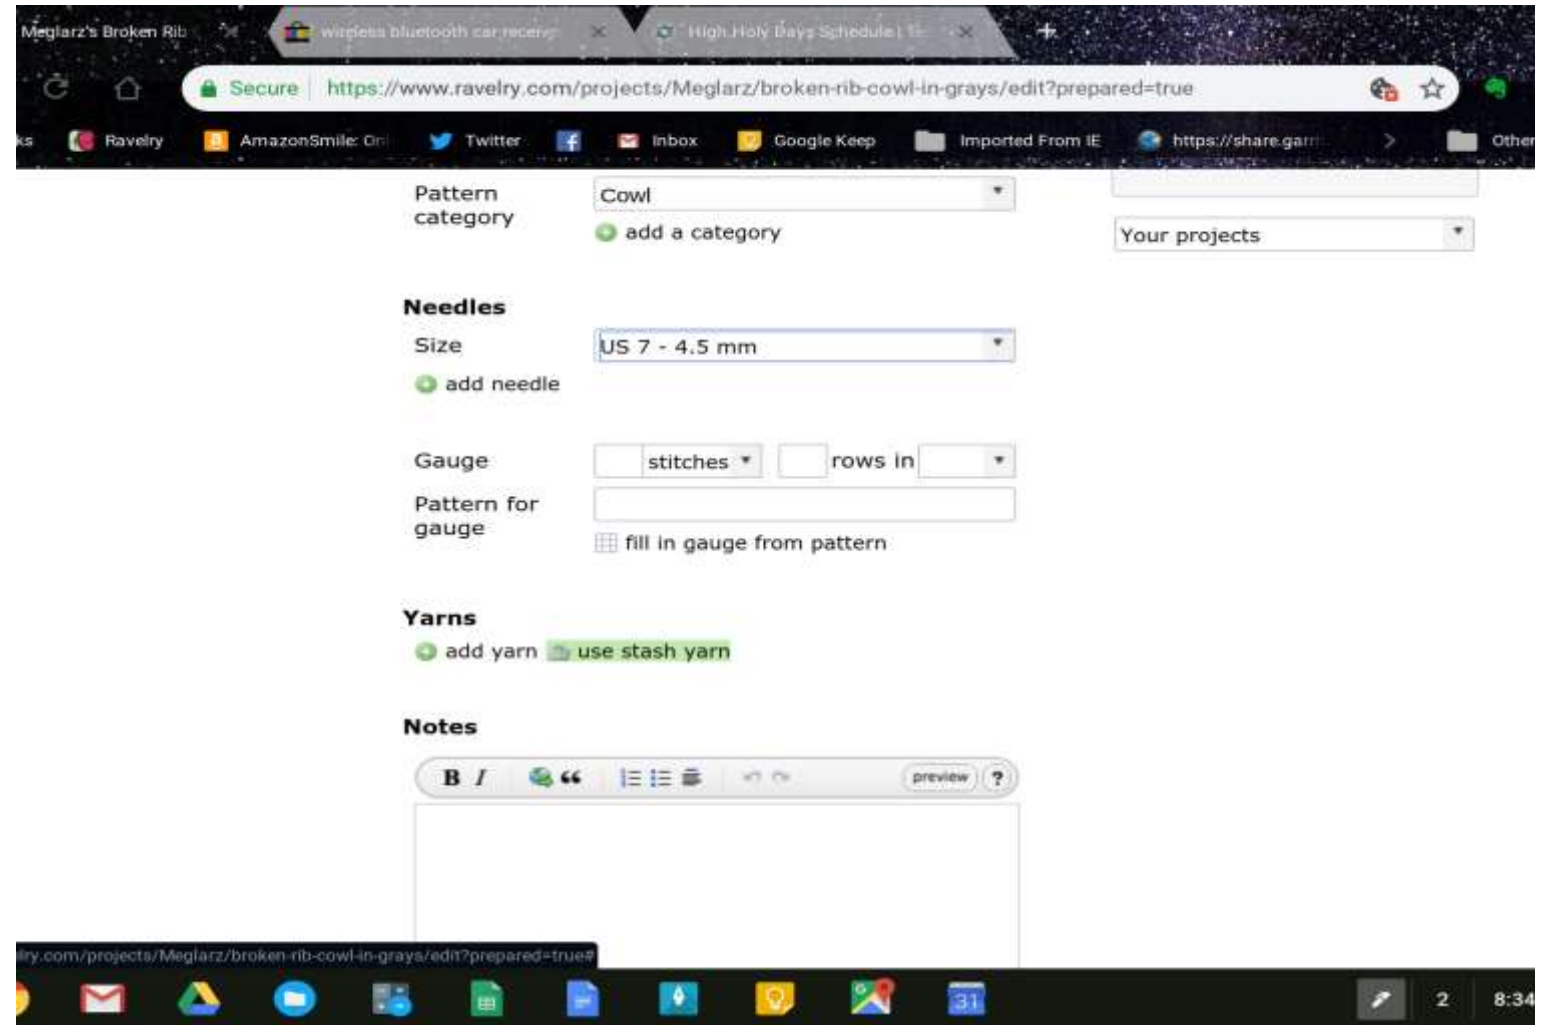 Meglarz's Broken Rib
wireless bluetooth car receiv
High Holy Days Schedule |
Secure https://www.ravelry.com/projects/Meglarz/broken-rib-cowl-in-grays/edit?prepared=true
ks Ravelry AmazonSmile: Onl Twitter Inbox Google Keep Imported From IE https://share.garm Other
Pattern category
Cowl
add a category
Your projects
Needles
Size US 7 - 4.5 mm
add needle
Gauge stitches rows in
Pattern for gauge
fill in gauge from pattern
Yarns
add yarn use stash yarn
Notes
B I preview ?
lry.com/projects/Meglarz/broken-rib-cowl-in-grays/edit?prepared=true#
31 2 8:34